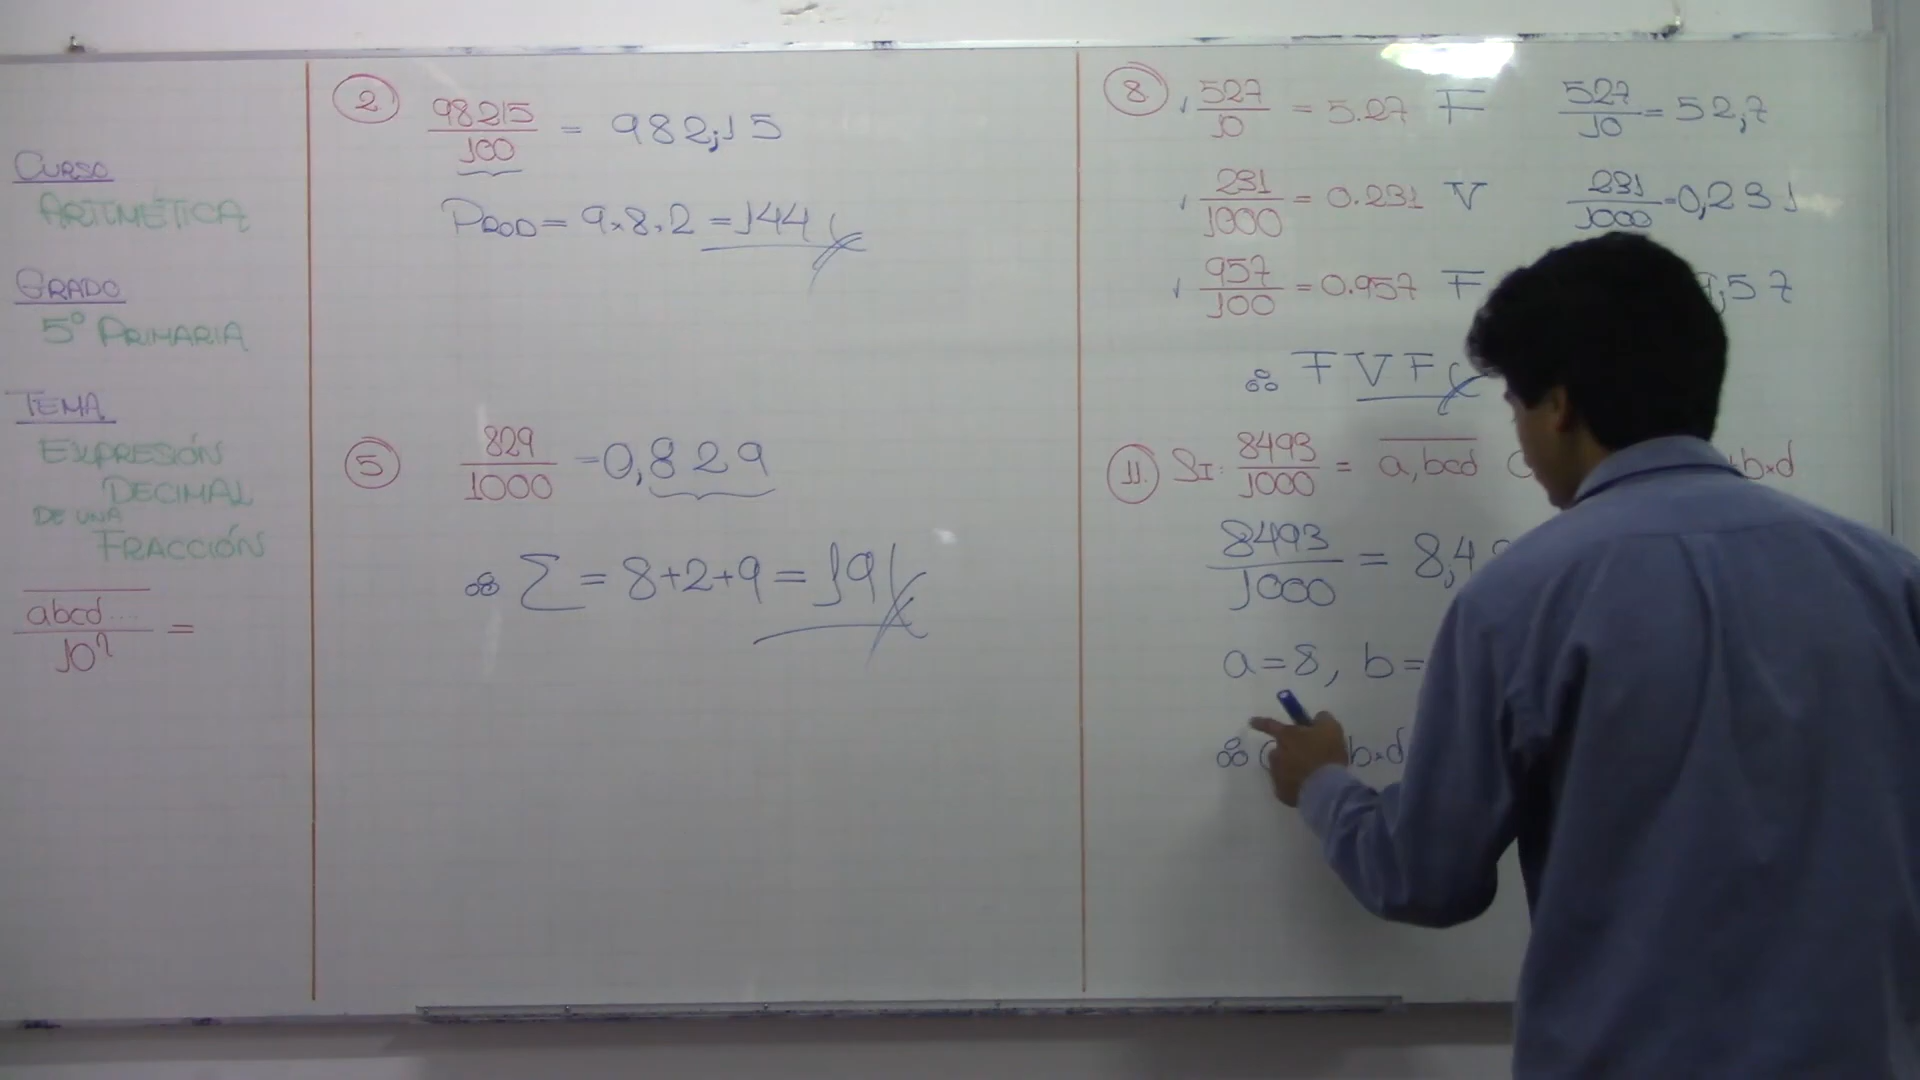 CURSO
ARITMÉTICA
GRADO
5° PRIMARIA
TEMA
EXPRESIÓN
DECIMAL
DE UNA
FRACCIÓN
abcd....
10ⁿ =
2
98215
100
= 982,15
PROD = 9×8×2 = 144
5
829
1000
= 0,829
∴ Σ = 8+2+9 = 19
8
527
10
= 5.27 F
527
10
= 52,7
231
1000
= 0.231 V
231
1000
= 0,231
957
100
= 0.957 F
9,57
∴ F V F
11. SI: 8493
1000
= a,bcd
+b×d
8493
1000
= 8,4
a=8, b=
∴ b×d